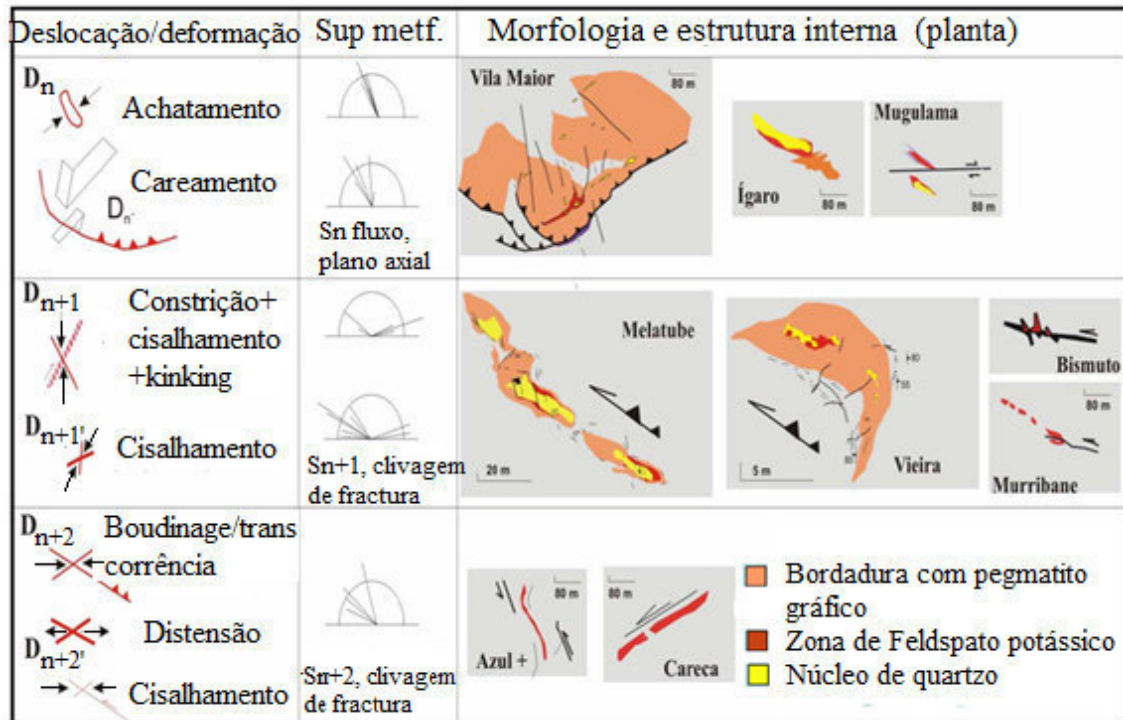 Deslocação/deformação
Sup metf.
Morfologia e estrutura interna (planta)
Dn
Achatamento
Careamento
Dn'
Sn fluxo,
plano axial
Vila Maior
80 m
Ígaro
80 m
Mugulama
80 m
Dn+1
Constrição+
cisalhamento
+kinking
Dn+1'
Cisalhamento
Sn+1, clivagem
de fractura
Melatube
20 m
Vieira
5 m
Bismuto
80 m
Murribane
Dn+2
Boudinage/trans
corrência
Distensão
Dn+2'
Cisalhamento
Sn+2, clivagem
de fractura
80 m
Azul +
80 m
Careca
Bordadura com pegmatito
gráfico
Zona de Feldspato potássico
Núcleo de quartzo